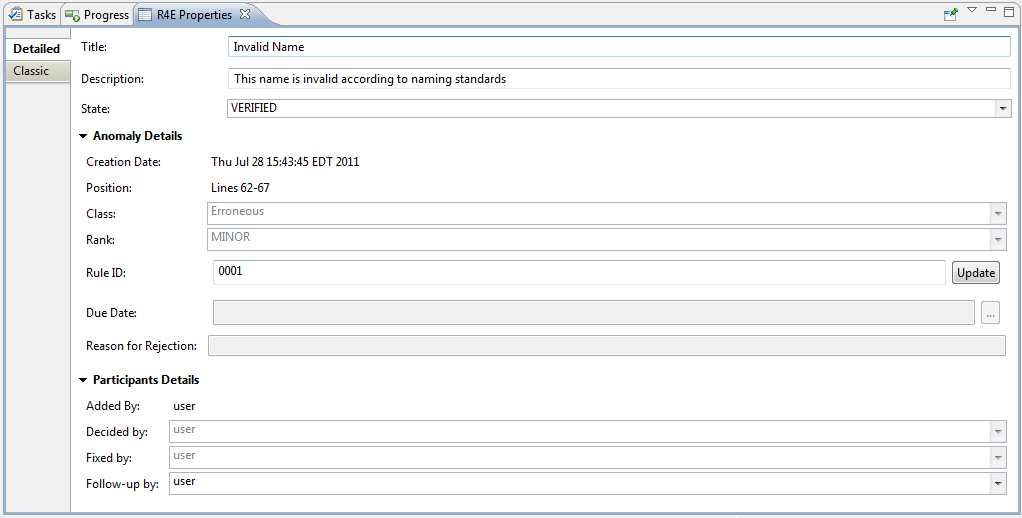 Tasks Progress R4E Properties
Detailed
Classic
Title: Invalid Name
Description: This name is invalid according to naming standards
State: VERIFIED
Anomaly Details
Creation Date: Thu Jul 28 15:43:45 EDT 2011
Position: Lines 62-67
Class: Erroneous
Rank: MINOR
Rule ID: 0001 Update
Due Date: ...
Reason for Rejection:
Participants Details
Added By: user
Decided by: user
Fixed by: user
Follow-up by: user